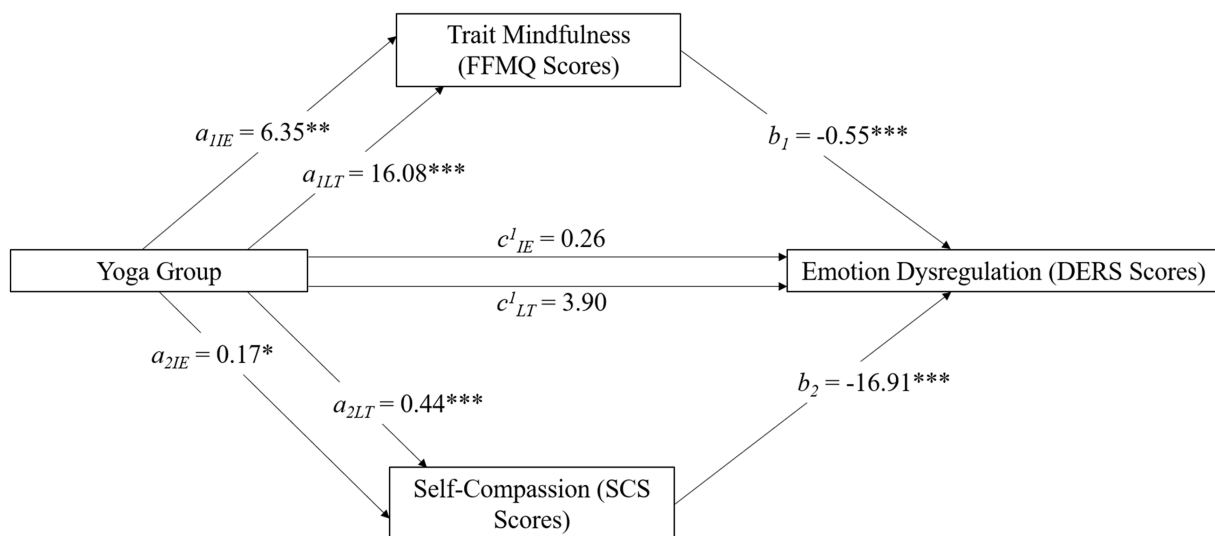 Trait Mindfulness
(FFMQ Scores)
a1IE = 6.35**
b1 = -0.55***
a1LT = 16.08***
c1IE = 0.26
Yoga Group
Emotion Dysregulation (DERS Scores)
c1LT = 3.90
a2IE = 0.17*
b2 = -16.91***
a2LT = 0.44***
Self-Compassion (SCS
Scores)